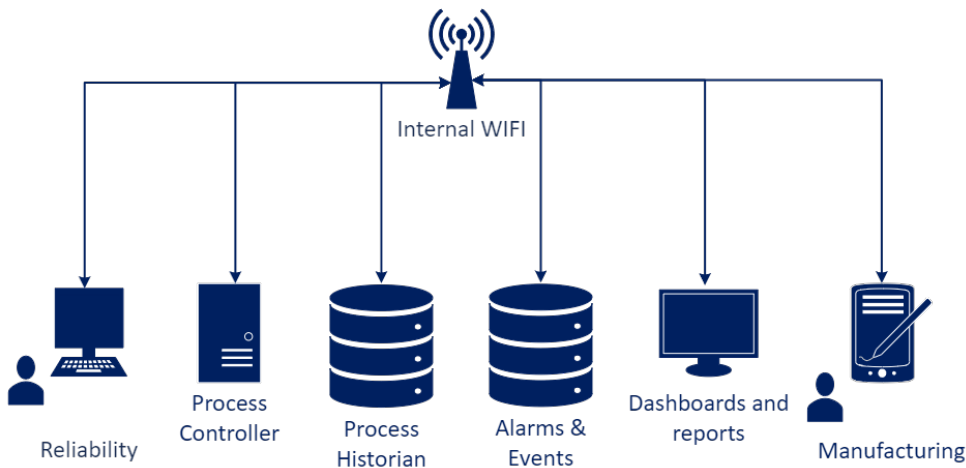 Internal WIFI
Reliability
Process
Controller
Process
Historian
Alarms &
Events
Dashboards and
reports
Manufacturing